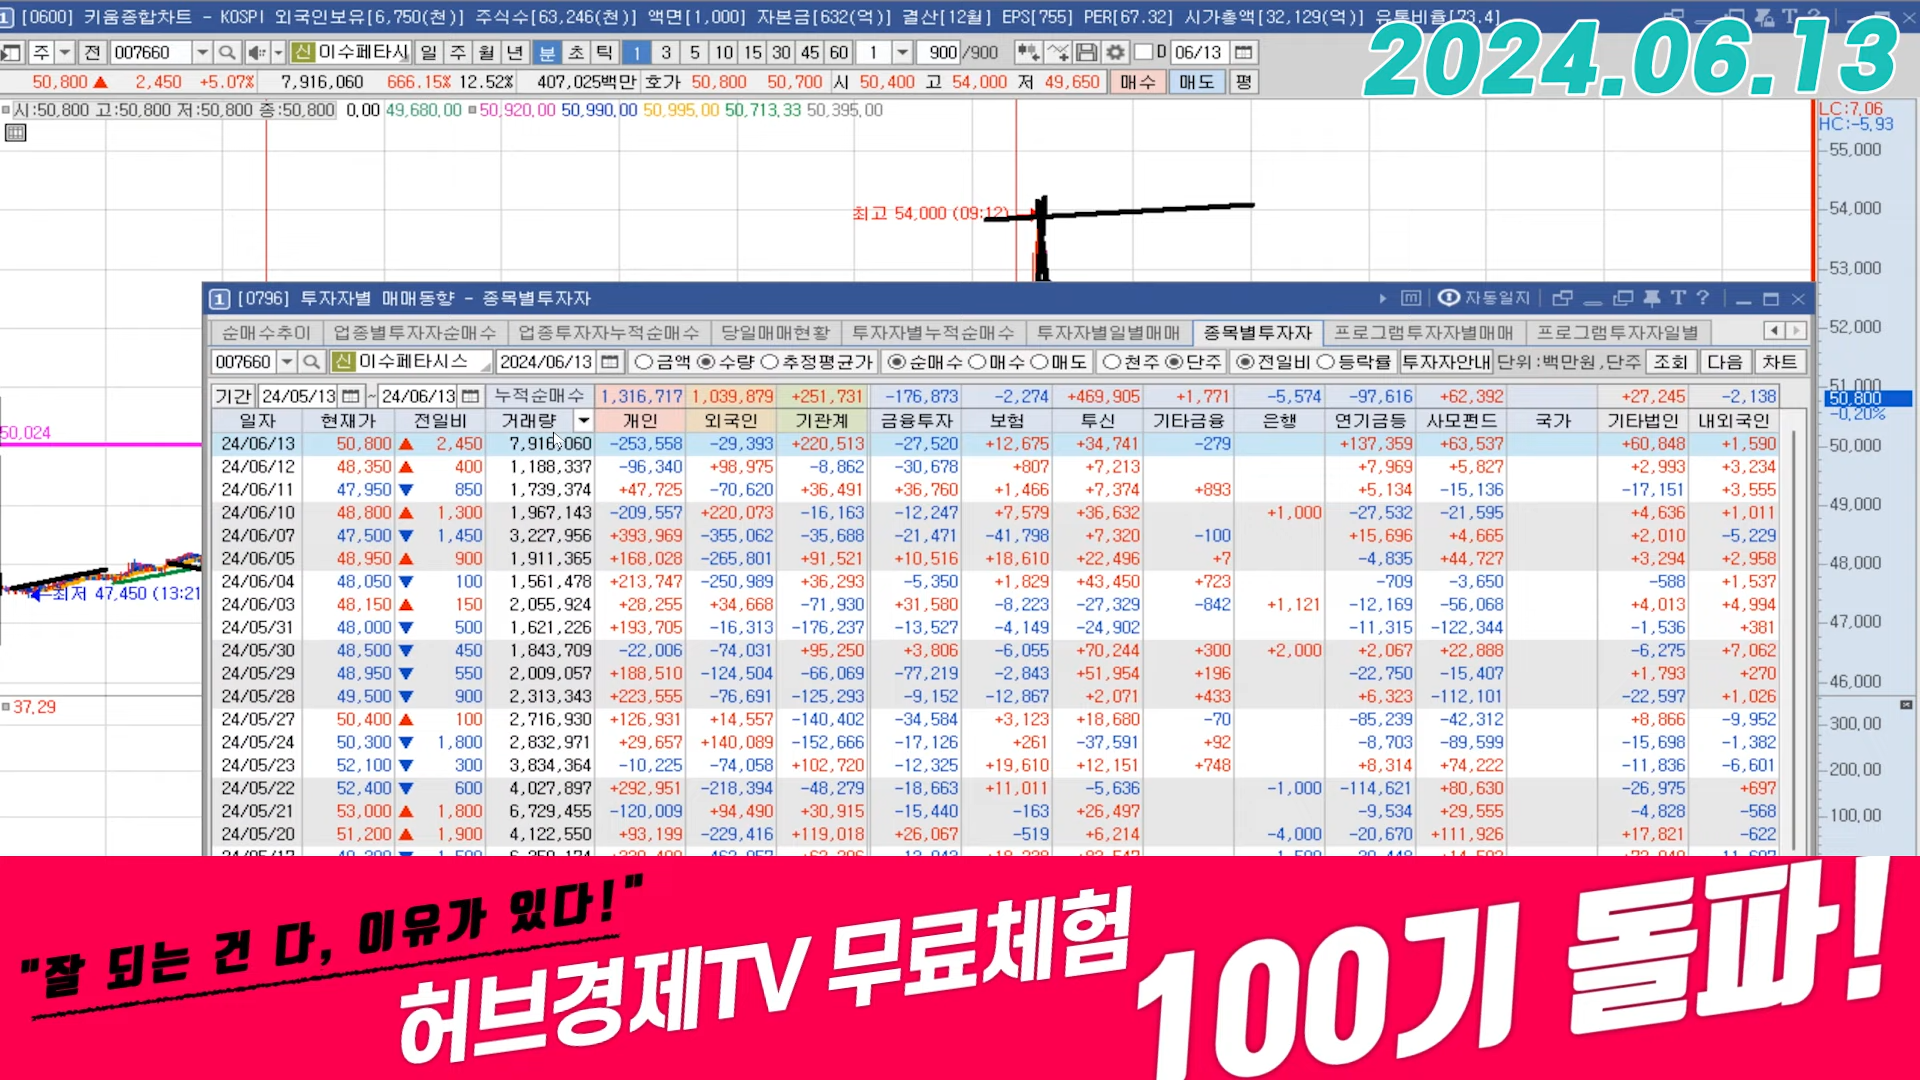 [0600] 키움종합차트 - KOSPI 외국인보유[6,750(천)] 주식수[63,246(천)] 액면[1,000] 자본금[632(억)] 결산[12월] EPS[755] PER[67.32] 시가총액[32,129(억)] 유통비율[73.4]
2024.06.13
주 전 007660 신 이수페타시 일 주 월 년 분 초 틱 1 3 5 10 15 30 45 60 1 900 /900 D 06/13
50,800 ▲ 2,450 +5.07% 7,916,060 666.15% 12.52% 407,025백만 호가 50,800 50,700 시 50,400 고 54,000 저 49,650 매수 매도 평
시:50,800 고:50,800 저:50,800 종:50,800 0.00 49,680.00 50,920.00 50,990.00 50,995.00 50,713.33 50,395.00
LC:7.06
HC:-5.93
55,000
최고 54,000 (09:12)
54,000
53,000
52,000
51,000
50,800
-0.20%
50,000
49,000
48,000
47,000
46,000
300.00
200.00
100.00
50,024
최저 47,450 (13:21
37.29
1 [0796] 투자자별 매매동향 - 종목별투자자 자동일지 T ?
순매수추이 업종별투자자순매수 업종투자자누적순매수 당일매매현황 투자자별누적순매수 투자자별일별매매 종목별투자자 프로그램투자자별매매 프로그램투자자일별
007660 신 이수페타시스 2024/06/13 금액 수량 추정평균가 순매수 매수 매도 천주 단주 전일비 등락률 투자자안내 단위:백만원,단주 조회 다음 차트
기간 24/05/13 ~ 24/06/13 누적순매수 1,316,717 1,039,879 +251,731 -176,873 -2,274 +469,905 +1,771 -5,574 -97,616 +62,392 +27,245 -2,138
일자 현재가 전일비 거래량 개인 외국인 기관계 금융투자 보험 투신 기타금융 은행 연기금등 사모펀드 국가 기타법인 내외국인
24/06/13 50,800 ▲ 2,450 7,916,060 -253,558 -29,393 +220,513 -27,520 +12,675 +34,741 -279 +137,359 +63,537 +60,848 +1,590
24/06/12 48,350 ▲ 400 1,188,337 -96,340 +98,975 -8,862 -30,678 +807 +7,213 +7,969 +5,827 +2,993 +3,234
24/06/11 47,950 ▼ 850 1,739,374 +47,725 -70,620 +36,491 +36,760 +1,466 +7,374 +893 +5,134 -15,136 -17,151 +3,555
24/06/10 48,800 ▲ 1,300 1,967,143 -209,557 +220,073 -16,163 -12,247 +7,579 +36,632 +1,000 -27,532 -21,595 +4,636 +1,011
24/06/07 47,500 ▼ 1,450 3,227,956 +393,969 -355,062 -35,688 -21,471 -41,798 +7,320 -100 +15,696 +4,665 +2,010 -5,229
24/06/05 48,950 ▲ 900 1,911,365 +168,028 -265,801 +91,521 +10,516 +18,610 +22,496 +7 -4,835 +44,727 +3,294 +2,958
24/06/04 48,050 ▼ 100 1,561,478 +213,747 -250,989 +36,293 -5,350 +1,829 +43,450 +723 -709 -3,650 -588 +1,537
24/06/03 48,150 ▲ 150 2,055,924 +28,255 +34,668 -71,930 +31,580 -8,223 -27,329 -842 +1,121 -12,169 -56,068 +4,013 +4,994
24/05/31 48,000 ▼ 500 1,621,226 +193,705 -16,313 -176,237 -13,527 -4,149 -24,902 -11,315 -122,344 -1,536 +381
24/05/30 48,500 ▼ 450 1,843,709 -22,006 -74,031 +95,250 +3,806 -6,055 +70,244 +300 +2,000 +2,067 +22,888 -6,275 +7,062
24/05/29 48,950 ▼ 550 2,009,057 +188,510 -124,504 -66,069 -77,219 -2,843 +51,954 +196 -22,750 -15,407 +1,793 +270
24/05/28 49,500 ▼ 900 2,313,343 +223,555 -76,691 -125,293 -9,152 -12,867 +2,071 +433 +6,323 -112,101 -22,597 +1,026
24/05/27 50,400 ▲ 100 2,716,930 +126,931 +14,557 -140,402 -34,584 +3,123 +18,680 -70 -85,239 -42,312 +8,866 -9,952
24/05/24 50,300 ▼ 1,800 2,832,971 +29,657 +140,089 -152,666 -17,126 +261 -37,591 +92 -8,703 -89,599 -15,698 -1,382
24/05/23 52,100 ▼ 300 3,834,364 -10,225 -74,058 +102,720 -12,325 +19,610 +12,151 +748 +8,314 +74,222 -11,836 -6,601
24/05/22 52,400 ▼ 600 4,027,897 +292,951 -218,394 -48,279 -18,663 +11,011 -5,636 -1,000 -114,621 +80,630 -26,975 +697
24/05/21 53,000 ▲ 1,800 6,729,455 -120,009 +94,490 +30,915 -15,440 -163 +26,497 -9,534 +29,555 -4,828 -568
24/05/20 51,200 ▲ 1,900 4,122,550 +93,199 -229,416 +119,018 +26,067 -519 +6,214 -4,000 -20,670 +111,926 +17,821 -622
"잘 되는 건 다, 이유가 있다!"
허브경제TV 무료체험
100기 돌파!